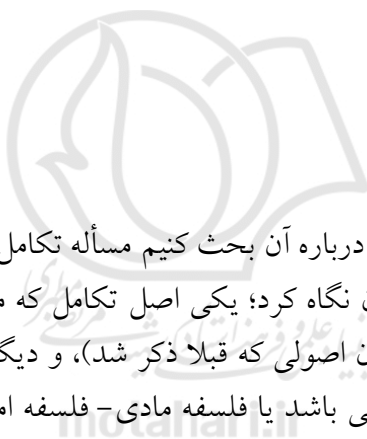 درباره آن بحث کنیم مسأله تکامل
ن نگاه کرد؛ یکی اصل تکامل که م
ن اصولی که قبلا ذکر شد)، و دیگ
ی باشد یا فلسفه مادی- فلسفه ام
motahari.ir